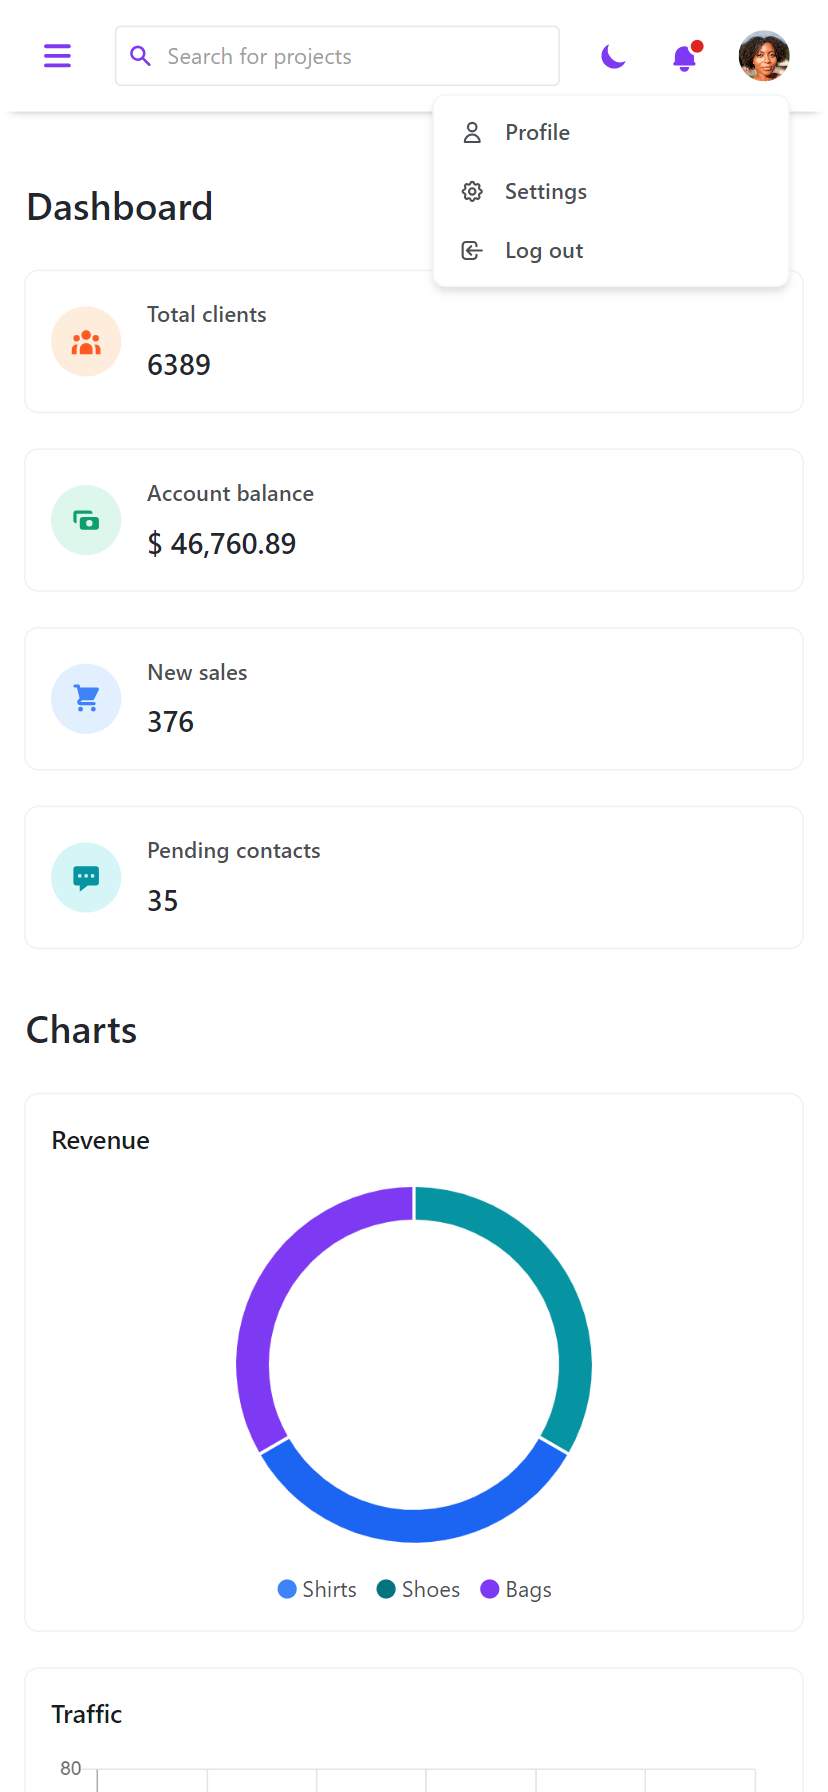 Search for projects
Profile
Settings
Log out
Dashboard
Total clients
6389
Account balance
$ 46,760.89
New sales
376
Pending contacts
35
Charts
Revenue
Shirts Shoes Bags
Traffic
80